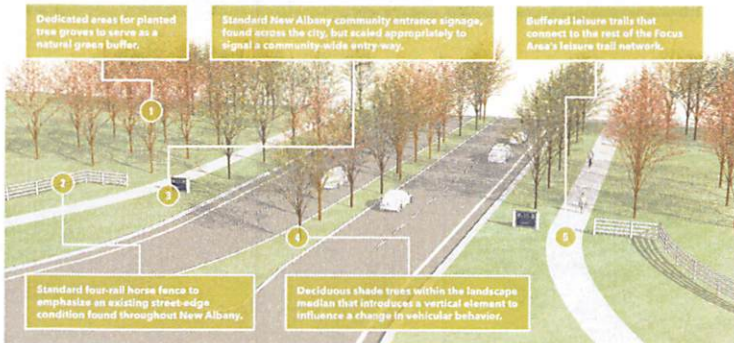 Dedicated areas for planted
tree groves to serve as a
natural green buffer.
Standard New Albany community entrance signage,
found across the city, but scaled appropriately to
signal a community-wide entry-way.
Buffered leisure trails that
connect to the rest of the Focus
Area's leisure trail network.
1
2
3
4
5
Standard four-rail horse fence to
emphasize an existing street-edge
condition found throughout New Albany.
Deciduous shade trees within the landscape
median that introduces a vertical element to
influence a change in vehicular behavior.